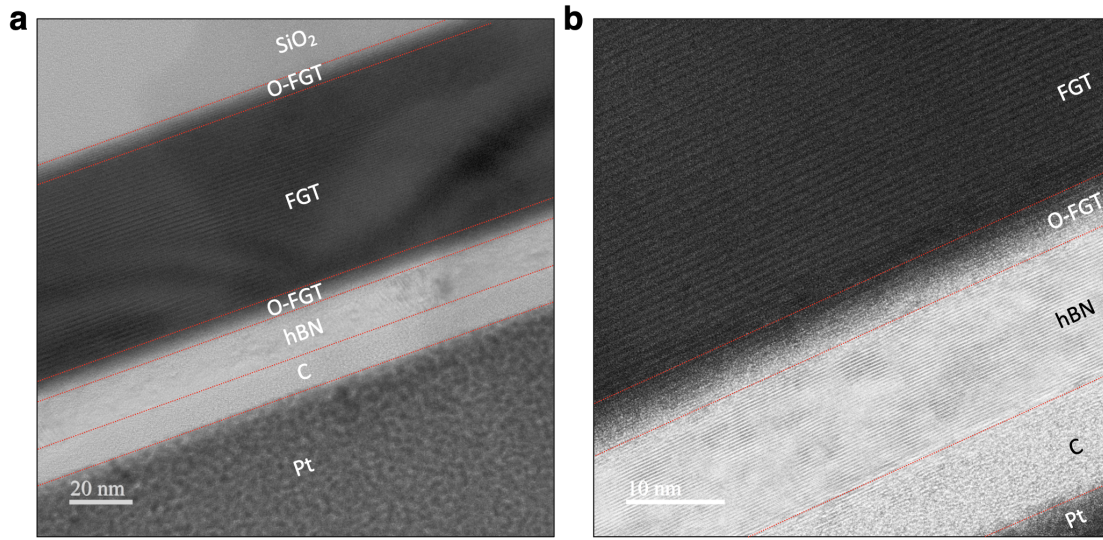 a
SiO₂
O-FGT
FGT
O-FGT
hBN
C
Pt
20 nm
b
FGT
O-FGT
hBN
C
Pt
10 nm